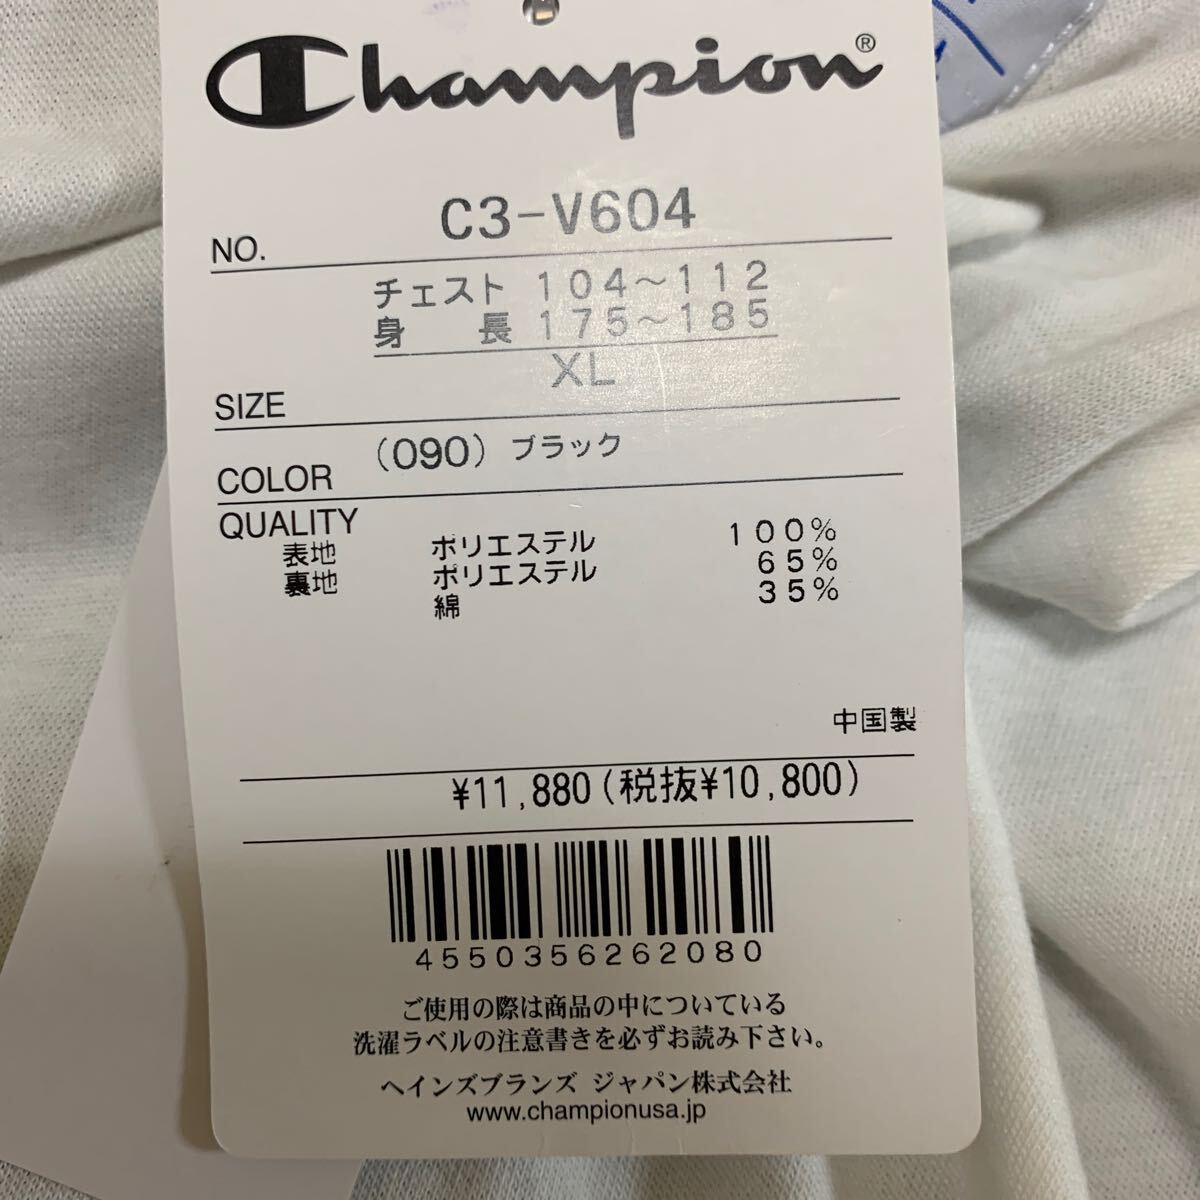 Champion®
NO. C3-V604
チェスト 104～112
身長 175～185
SIZE XL
COLOR (090) ブラック
QUALITY
表地 ポリエステル 100%
裏地 ポリエステル 65%
綿 35%
中国製
¥11,880(税抜¥10,800)
4550356262080
ご使用の際は商品の中についている
洗濯ラベルの注意書きを必ずお読み下さい。
ヘインズブランズ ジャパン株式会社
www.championusa.jp